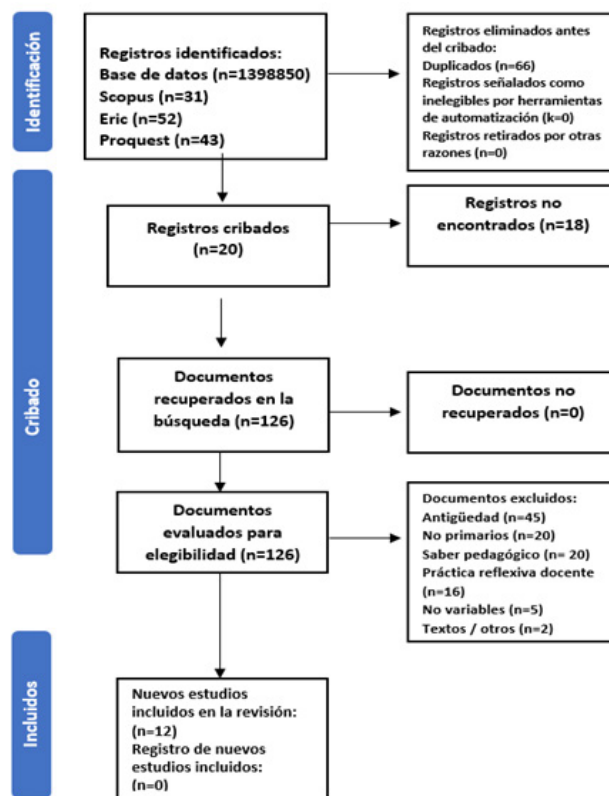 Identificación
Registros identificados:
Base de datos (n=1398850)
Scopus (n=31)
Eric (n=52)
Proquest (n=43)
Registros eliminados antes
del cribado:
Duplicados (n=66)
Registros señalados como
inelegibles por herramientas
de automatización (k=0)
Registros retirados por otras
razones (n=0)
Cribado
Registros cribados
(n=20)
Registros no
encontrados (n=18)
Documentos
recuperados en la
búsqueda (n=126)
Documentos no
recuperados (n=0)
Documentos
evaluados para
elegibilidad (n=126)
Documentos excluidos:
Antigüedad (n=45)
No primarios (n=20)
Saber pedagógico (n= 20)
Práctica reflexiva docente
(n=16)
No variables (n=5)
Textos / otros (n=2)
Incluidos
Nuevos estudios
incluidos en la revisión:
(n=12)
Registro de nuevos
estudios incluidos:
(n=0)